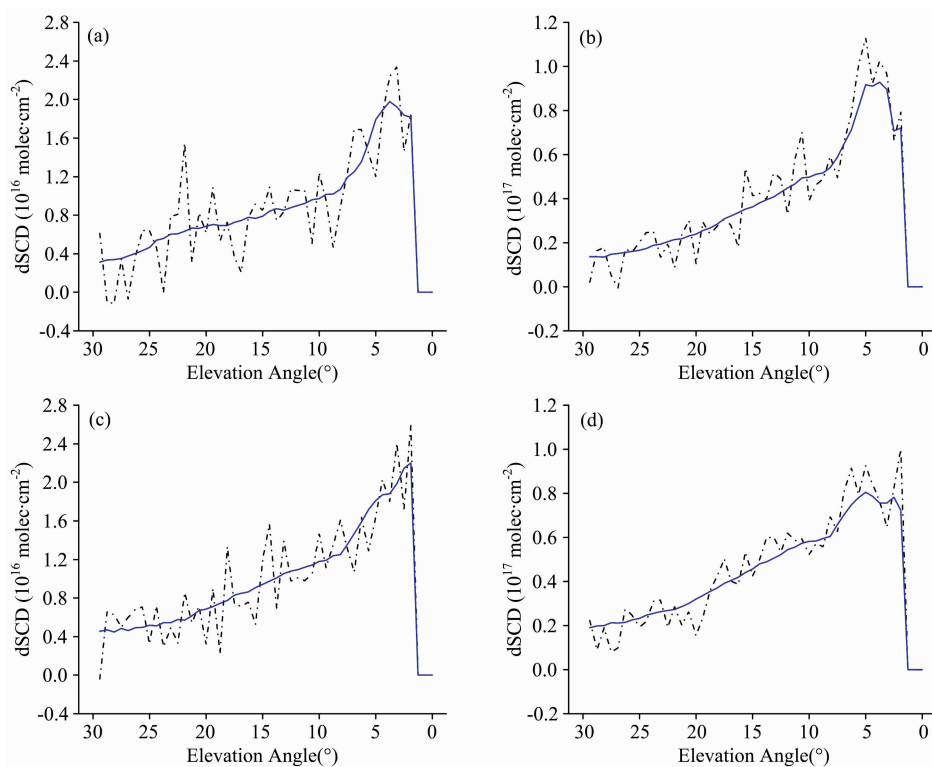 (a)
2.8
2.4
2.0
1.6
1.2
0.8
0.4
0.0
-0.4
dSCD (10¹⁶ molec·cm⁻²)
30 25 20 15 10 5 0
Elevation Angle(°)
(b)
1.2
1.0
0.8
0.6
0.4
0.2
0.0
-0.2
dSCD (10¹⁷ molec·cm⁻²)
30 25 20 15 10 5 0
Elevation Angle(°)
(c)
2.8
2.4
2.0
1.6
1.2
0.8
0.4
0.0
-0.4
dSCD (10¹⁶ molec·cm⁻²)
30 25 20 15 10 5 0
Elevation Angle(°)
(d)
1.2
1.0
0.8
0.6
0.4
0.2
0.0
-0.2
dSCD (10¹⁷ molec·cm⁻²)
30 25 20 15 10 5 0
Elevation Angle(°)